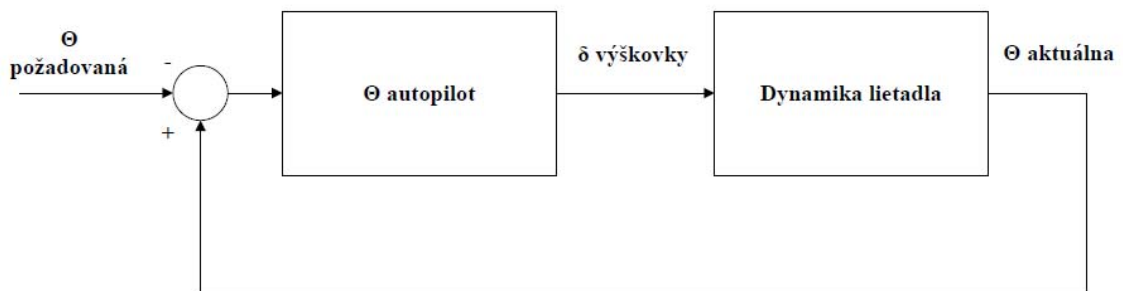 Θ
požadovaná
-
+
Θ autopilot
δ výškovky
Dynamika lietadla
Θ aktuálna